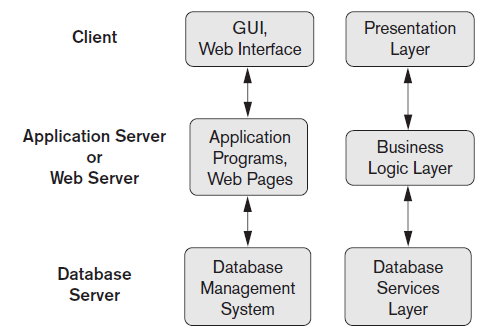 Client
GUI,
Web Interface
Presentation
Layer
Application Server
or
Web Server
Application
Programs,
Web Pages
Business
Logic Layer
Database
Server
Database
Management
System
Database
Services
Layer